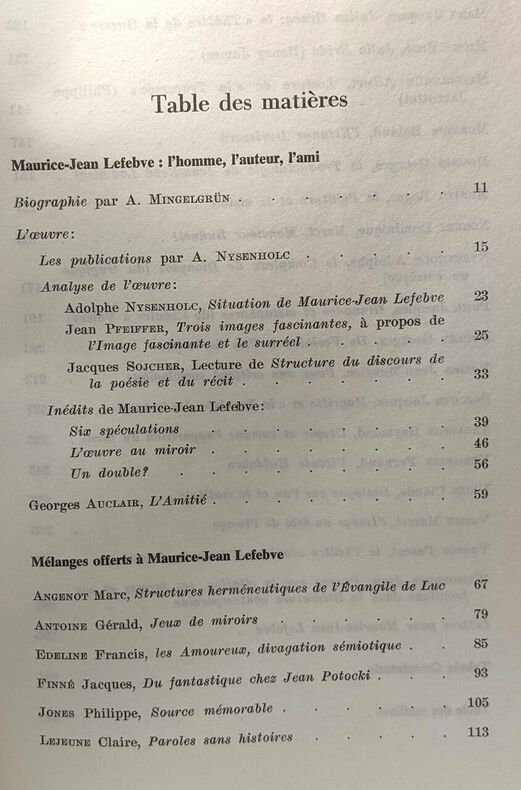 Table des matières
Maurice-Jean Lefebve : l'homme, l'auteur, l'ami
Biographie par A. MINGELGRÜN . . . . . . 11
L'œuvre :
Les publications par A. NYSENHOLC . . . . 15
Analyse de l'œuvre :
Adolphe NYSENHOLC, Situation de Maurice-Jean Lefebve 23
Jean PFEIFFER, Trois images fascinantes, à propos de
l'Image fascinante et le surréel . . . . . 25
Jacques SOJCHER, Lecture de Structure du discours de
la poésie et du récit . . . . . . 33
Inédits de Maurice-Jean Lefebve :
Six spéculations . . . . . . 39
L'œuvre au miroir . . . . . . 46
Un double? . . . . . . . 56
Georges AUCLAIR, L'Amitié . . . . . . . 59
Mélanges offerts à Maurice-Jean Lefebve
ANGENOT Marc, Structures herméneutiques de l'Évangile de Luc 67
ANTOINE Gérald, Jeux de miroirs . . . . . 79
EDELINE Francis, les Amoureux, divagation sémiotique . . 85
FINNÉ Jacques, Du fantastique chez Jean Potocki . . . 93
JONES Philippe, Source mémorable . . . . . 105
LEJEUNE Claire, Paroles sans histoires . . . . 113